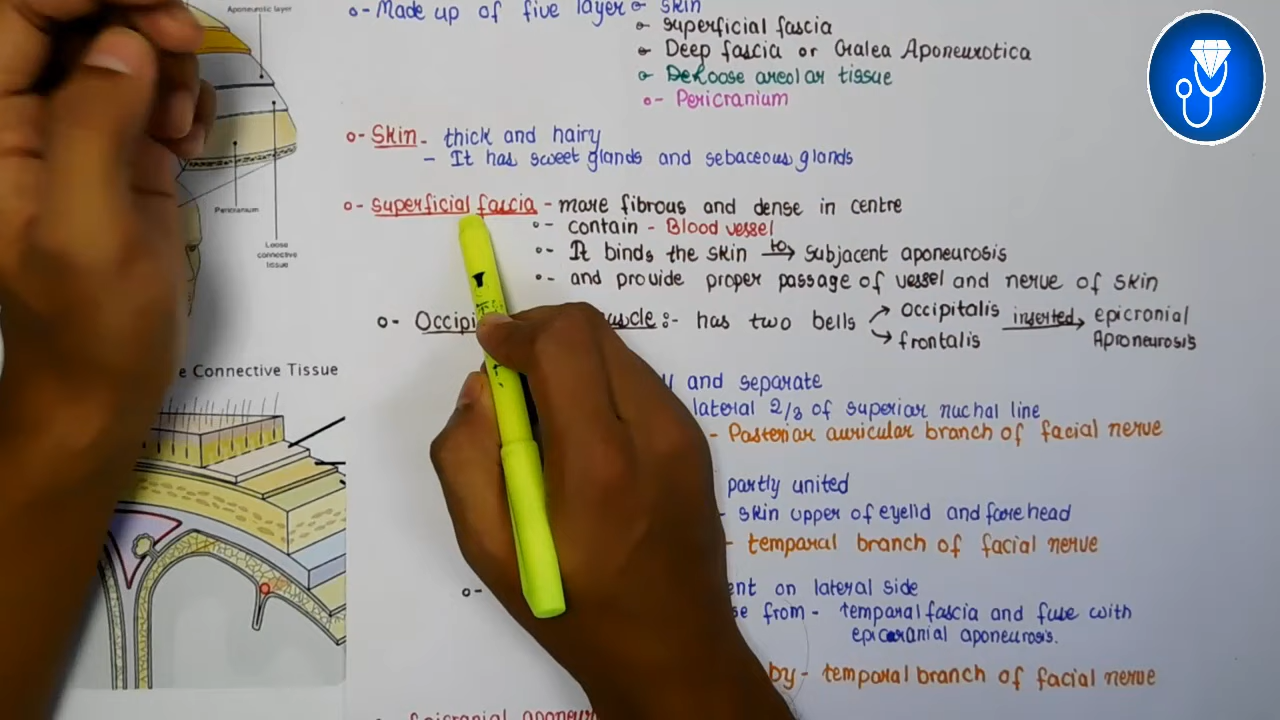 Aponeurotic layer
o- Made up of five layer o- skin
o- superficial fascia
o- Deep fascia or Galea Aponeurotica
o- Loose areolar tissue
o- Pericranium
o- Skin - thick and hairy
- It has sweet glands and sebaceous glands
o- superficial fascia - more fibrous and dense in centre
o- contain - Blood vessel
o- It binds the skin to → subjacent aponeurosis
o- and provide proper passage of vessel and nerve of skin
Pericranium
Loose
connective
tissue
o- Occipi uscle :- has two bells → occipitalis inserted → epicronial
→ frontalis Aproneurosis
e Connective Tissue
y and separate
lateral 2/3 of superior nuchal line
- Posterior auricular branch of facial nerve
partly united
- skin upper of eyelid and forehead
- temporal branch of facial nerve
o- ent on lateral side
se from - temporal fascia and fuse with
epicaranial aponeurosis.
by - temporal branch of facial nerve